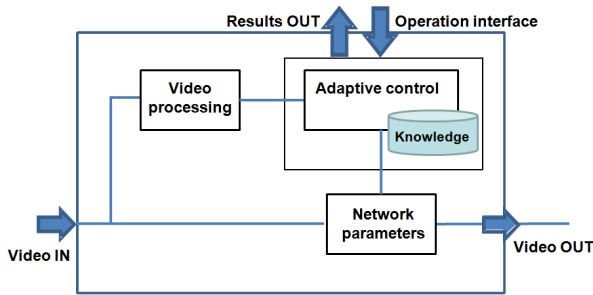 Results OUT
Operation interface
Video
processing
Adaptive control
Knowledge
Network
parameters
Video IN
Video OUT